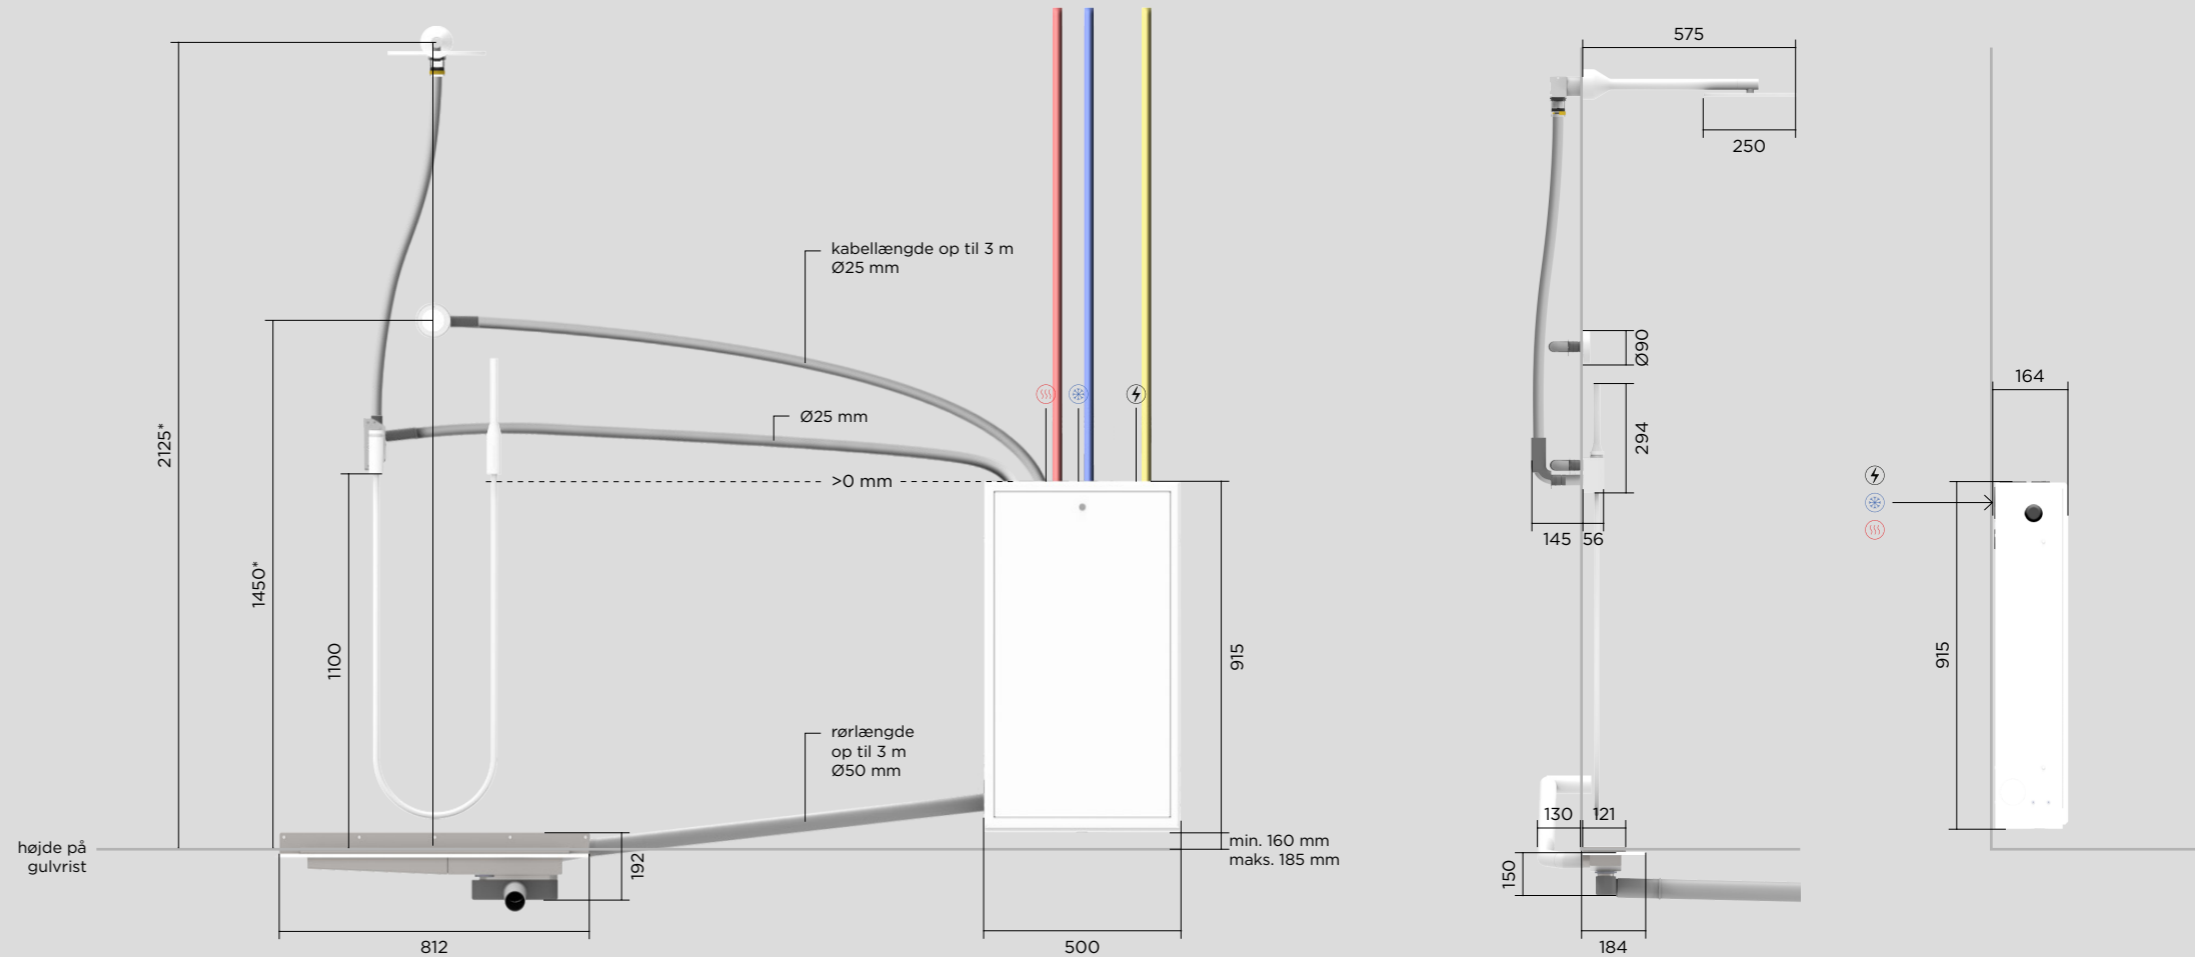 2125*
1450*
1100
højde på
gulvrist
812
192
kabellængde op til 3 m
Ø25 mm
Ø25 mm
>0 mm
rørlængde
op til 3 m
Ø50 mm
915
min. 160 mm
maks. 185 mm
500
575
250
Ø90
294
145
56
130
121
150
184
164
915